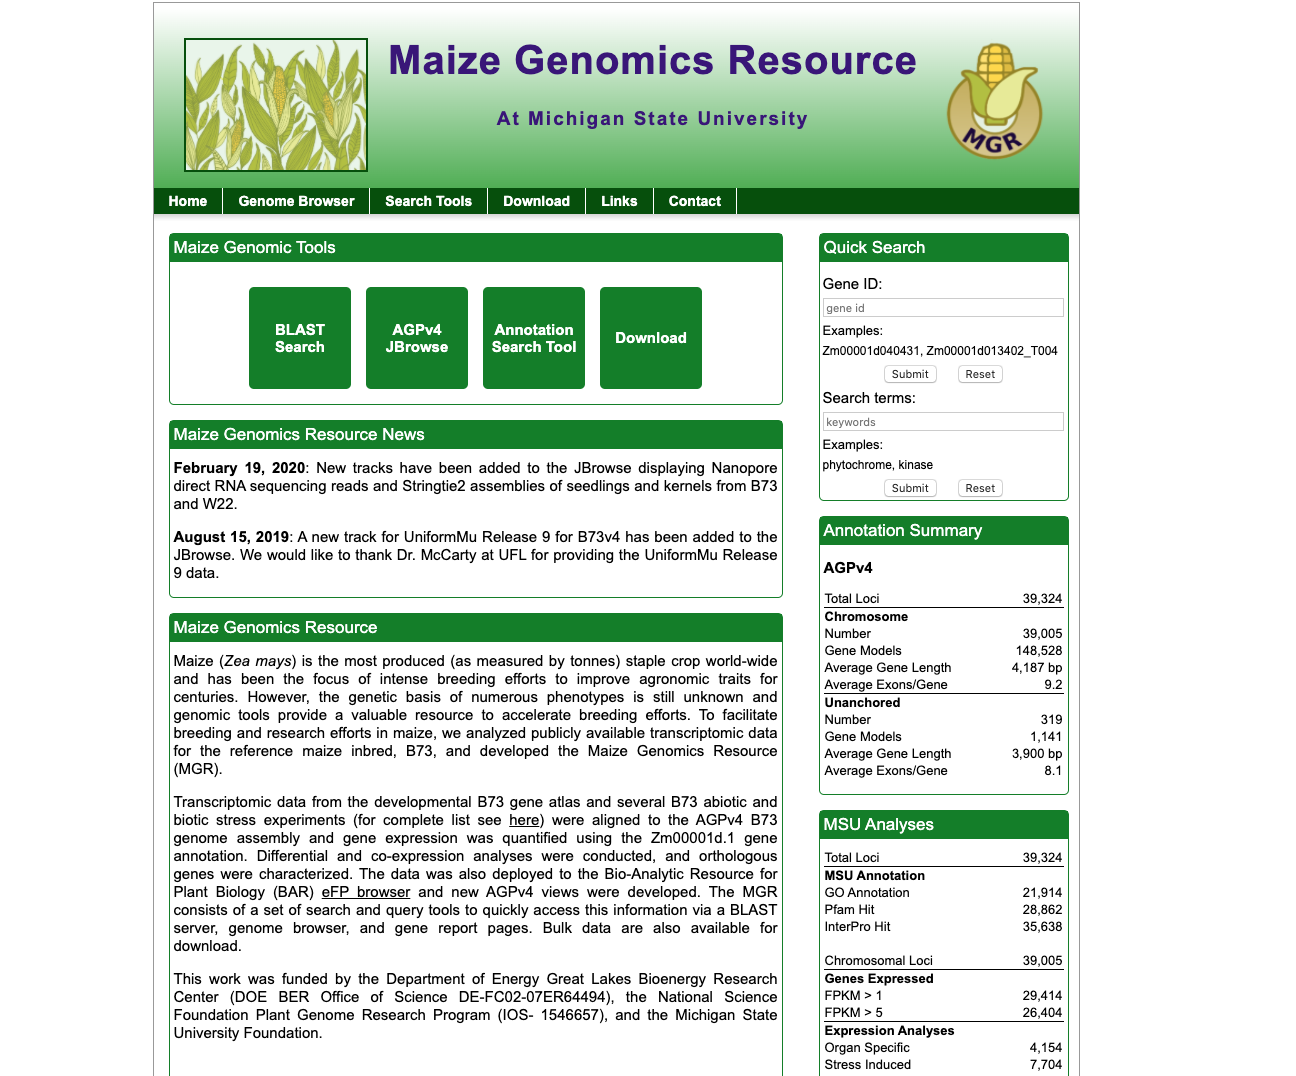 Maize Genomics Resource
At Michigan State University
MGR
Home Genome Browser Search Tools Download Links Contact
Maize Genomic Tools
BLAST Search
AGPv4 JBrowse
Annotation Search Tool
Download
Maize Genomics Resource News
February 19, 2020: New tracks have been added to the JBrowse displaying Nanopore
direct RNA sequencing reads and Stringtie2 assemblies of seedlings and kernels from B73
and W22.
August 15, 2019: A new track for UniformMu Release 9 for B73v4 has been added to the
JBrowse. We would like to thank Dr. McCarty at UFL for providing the UniformMu Release
9 data.
Maize Genomics Resource
Maize (Zea mays) is the most produced (as measured by tonnes) staple crop world-wide
and has been the focus of intense breeding efforts to improve agronomic traits for
centuries. However, the genetic basis of numerous phenotypes is still unknown and
genomic tools provide a valuable resource to accelerate breeding efforts. To facilitate
breeding and research efforts in maize, we analyzed publicly available transcriptomic data
for the reference maize inbred, B73, and developed the Maize Genomics Resource
(MGR).
Transcriptomic data from the developmental B73 gene atlas and several B73 abiotic and
biotic stress experiments (for complete list see here) were aligned to the AGPv4 B73
genome assembly and gene expression was quantified using the Zm00001d.1 gene
annotation. Differential and co-expression analyses were conducted, and orthologous
genes were characterized. The data was also deployed to the Bio-Analytic Resource for
Plant Biology (BAR) eFP browser and new AGPv4 views were developed. The MGR
consists of a set of search and query tools to quickly access this information via a BLAST
server, genome browser, and gene report pages. Bulk data are also available for
download.
This work was funded by the Department of Energy Great Lakes Bioenergy Research
Center (DOE BER Office of Science DE-FC02-07ER64494), the National Science
Foundation Plant Genome Research Program (IOS- 1546657), and the Michigan State
University Foundation.
Quick Search
Gene ID:
gene id
Examples:
Zm00001d040431, Zm00001d013402_T004
Submit Reset
Search terms:
keywords
Examples:
phytochrome, kinase
Submit Reset
Annotation Summary
AGPv4
Total Loci 39,324
Chromosome
Number 39,005
Gene Models 148,528
Average Gene Length 4,187 bp
Average Exons/Gene 9.2
Unanchored
Number 319
Gene Models 1,141
Average Gene Length 3,900 bp
Average Exons/Gene 8.1
MSU Analyses
Total Loci 39,324
MSU Annotation
GO Annotation 21,914
Pfam Hit 28,862
InterPro Hit 35,638
Chromosomal Loci 39,005
Genes Expressed
FPKM > 1 29,414
FPKM > 5 26,404
Expression Analyses
Organ Specific 4,154
Stress Induced 7,704